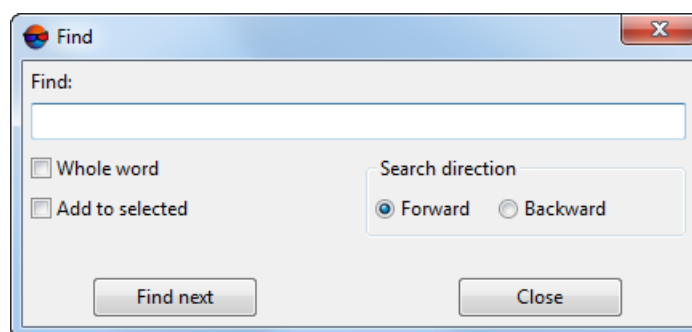 Find
Find:
Whole word
Search direction
Add to selected
Forward Backward
Find next Close